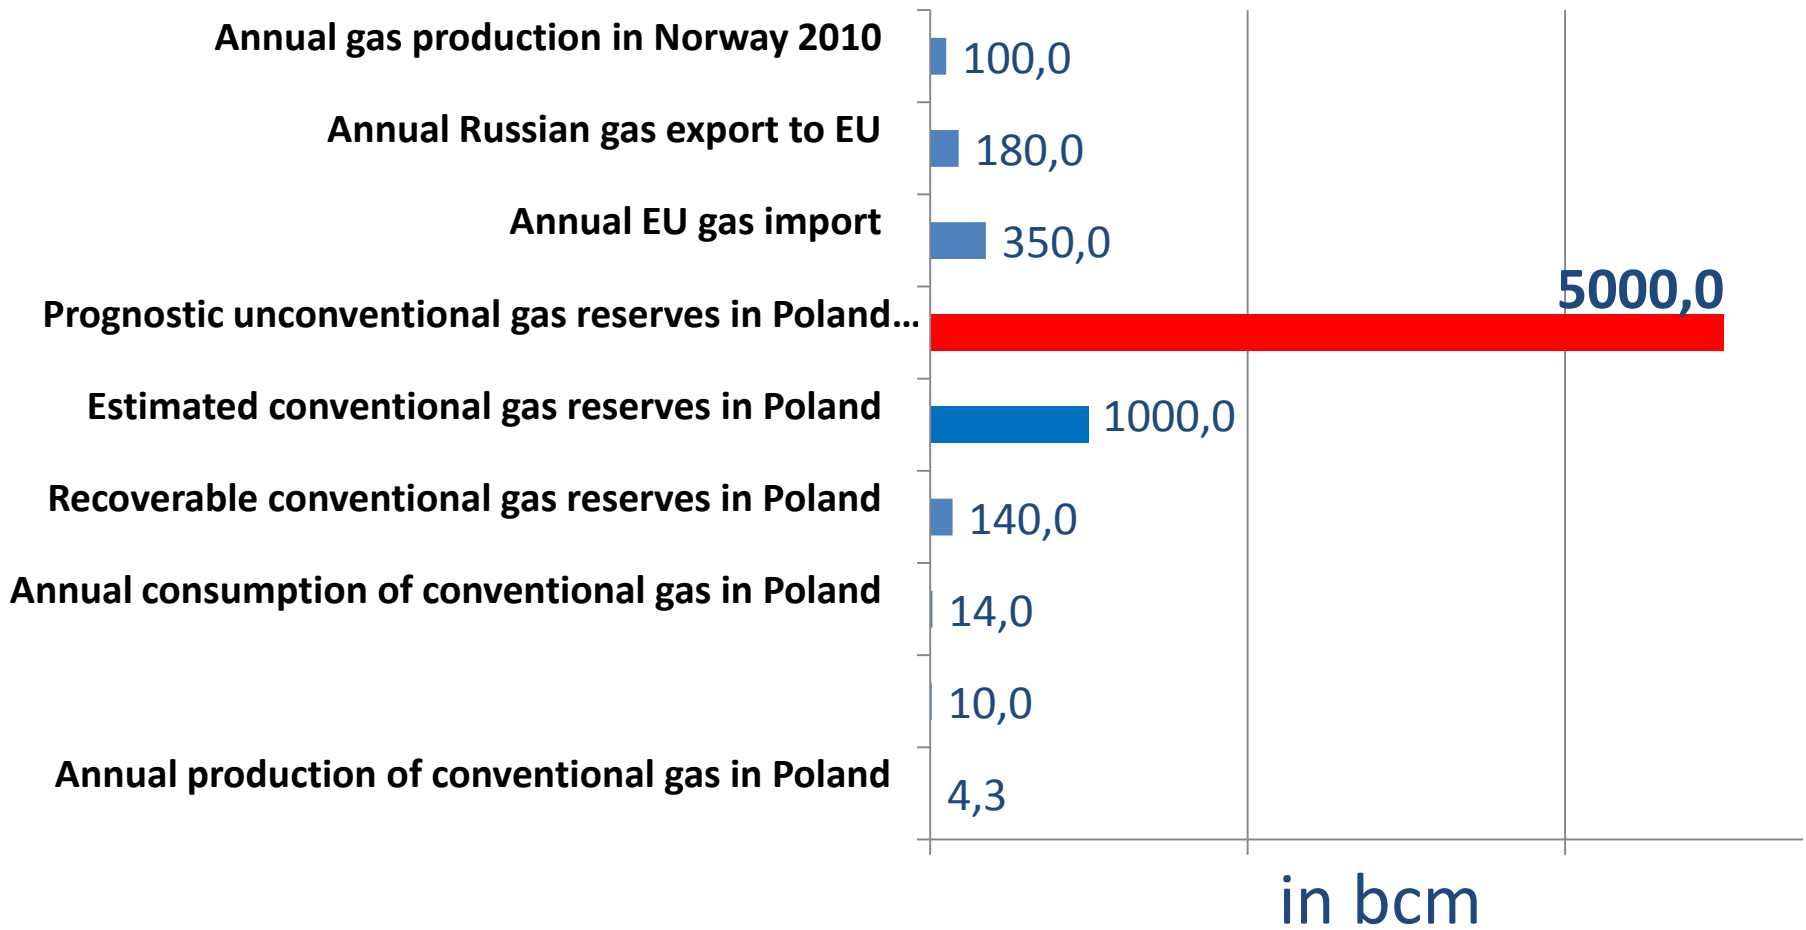 Annual gas production in Norway 2010
100,0
Annual Russian gas export to EU
180,0
Annual EU gas import
350,0
Prognostic unconventional gas reserves in Poland...
5000,0
Estimated conventional gas reserves in Poland
1000,0
Recoverable conventional gas reserves in Poland
140,0
Annual consumption of conventional gas in Poland
14,0
10,0
Annual production of conventional gas in Poland
4,3
in bcm